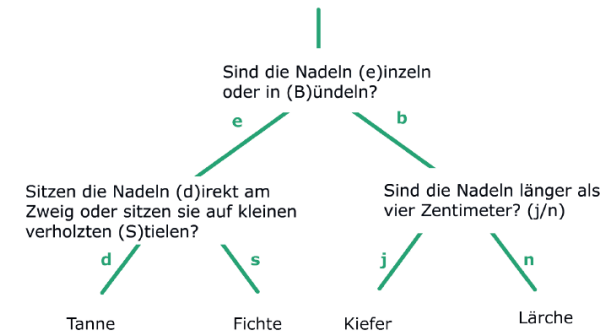 Sind die Nadeln (e)inzeln
oder in (B)ündeln?
e
b
Sitzen die Nadeln (d)irekt am
Zweig oder sitzen sie auf kleinen
verholzten (S)tielen?
Sind die Nadeln länger als
vier Zentimeter? (j/n)
d
s
j
n
Tanne
Fichte
Kiefer
Lärche